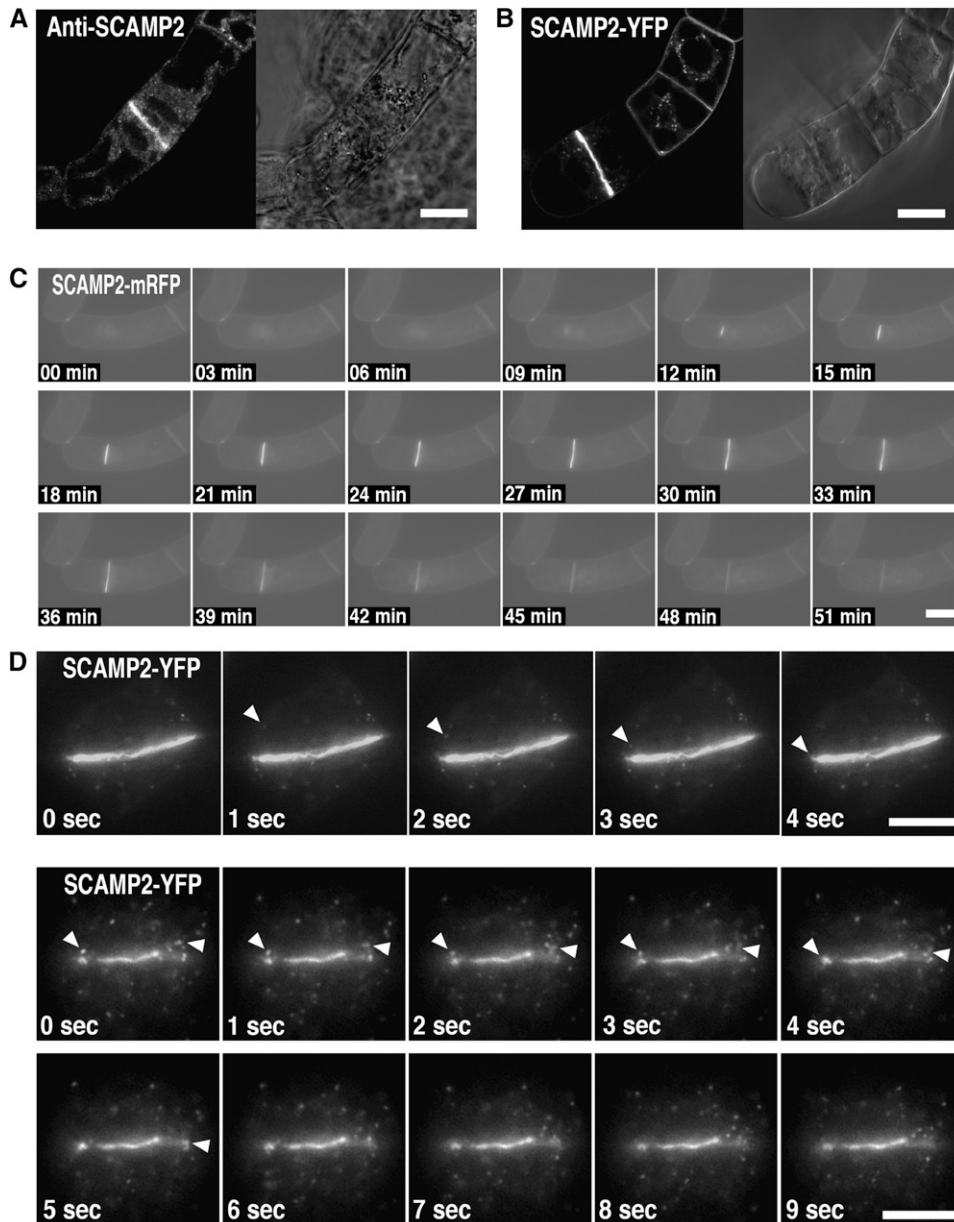 A
Anti-SCAMP2
B
SCAMP2-YFP
C
SCAMP2-mRFP
00 min
03 min
06 min
09 min
12 min
15 min
18 min
21 min
24 min
27 min
30 min
33 min
36 min
39 min
42 min
45 min
48 min
51 min
D
SCAMP2-YFP
0 sec
1 sec
2 sec
3 sec
4 sec
SCAMP2-YFP
0 sec
1 sec
2 sec
3 sec
4 sec
5 sec
6 sec
7 sec
8 sec
9 sec